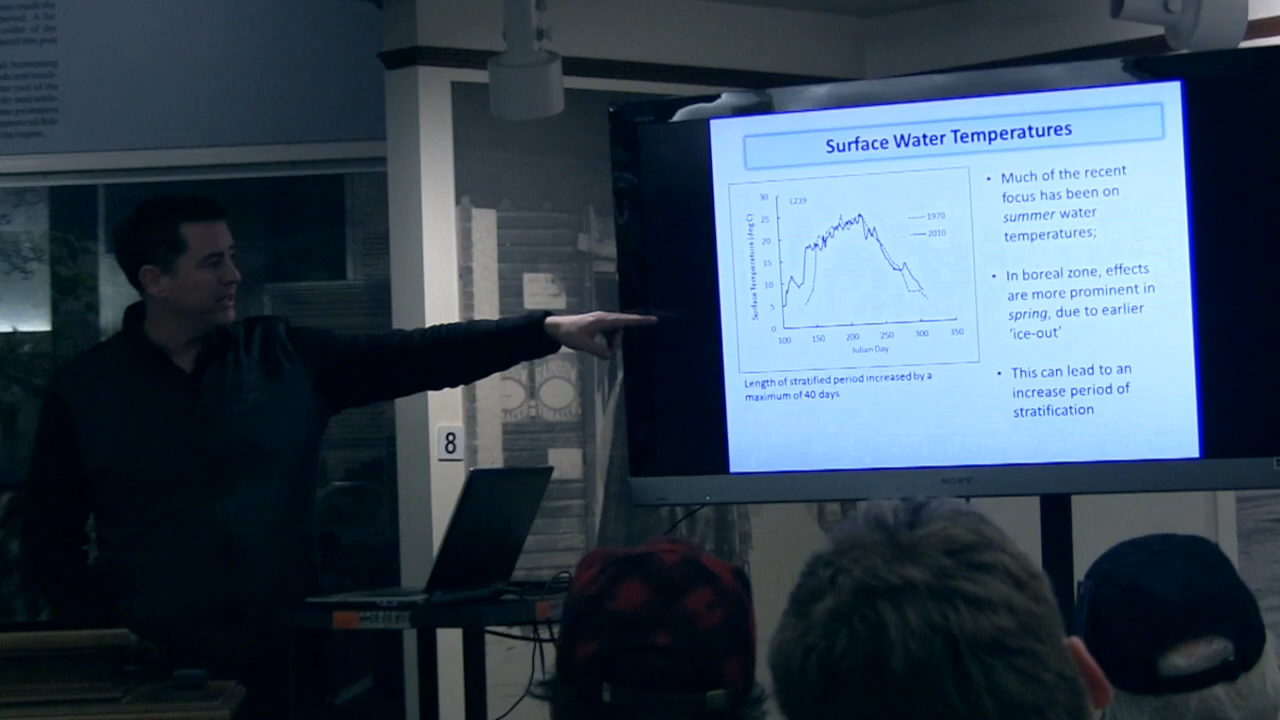 Surface Water Temperatures
30
L239
25
20
15
10
5
0
Surface Temperature (deg C)
1970
2010
100 150 200 250 300 350
Julian Day
Length of stratified period increased by a
maximum of 40 days
• Much of the recent
focus has been on
summer water
temperatures;
• In boreal zone, effects
are more prominent in
spring, due to earlier
'ice-out'
• This can lead to an
increase period of
stratification
SONY
8